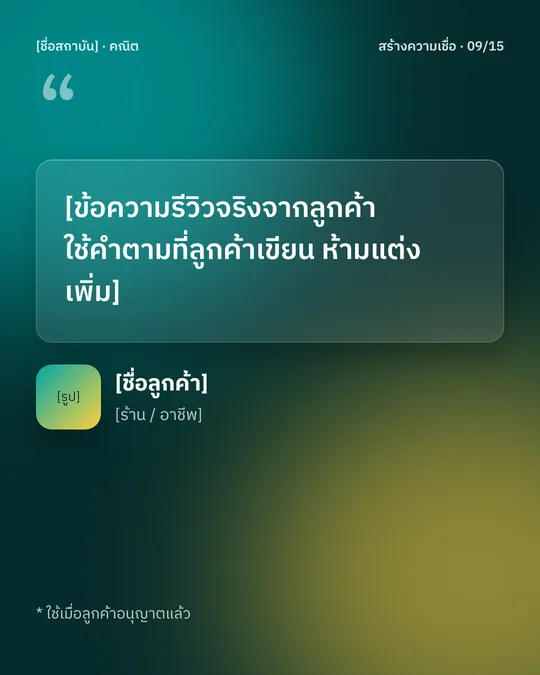 [ชื่อสถาบัน] · คณิต
สร้างความเชื่อ · 09/15
“
[ข้อความรีวิวจริงจากลูกค้า
ใช้คำตามที่ลูกค้าเขียน ห้ามแต่ง
เพิ่ม]
[รูป]
[ชื่อลูกค้า]
[ร้าน / อาชีพ]
* ใช้เมื่อลูกค้าอนุญาตแล้ว